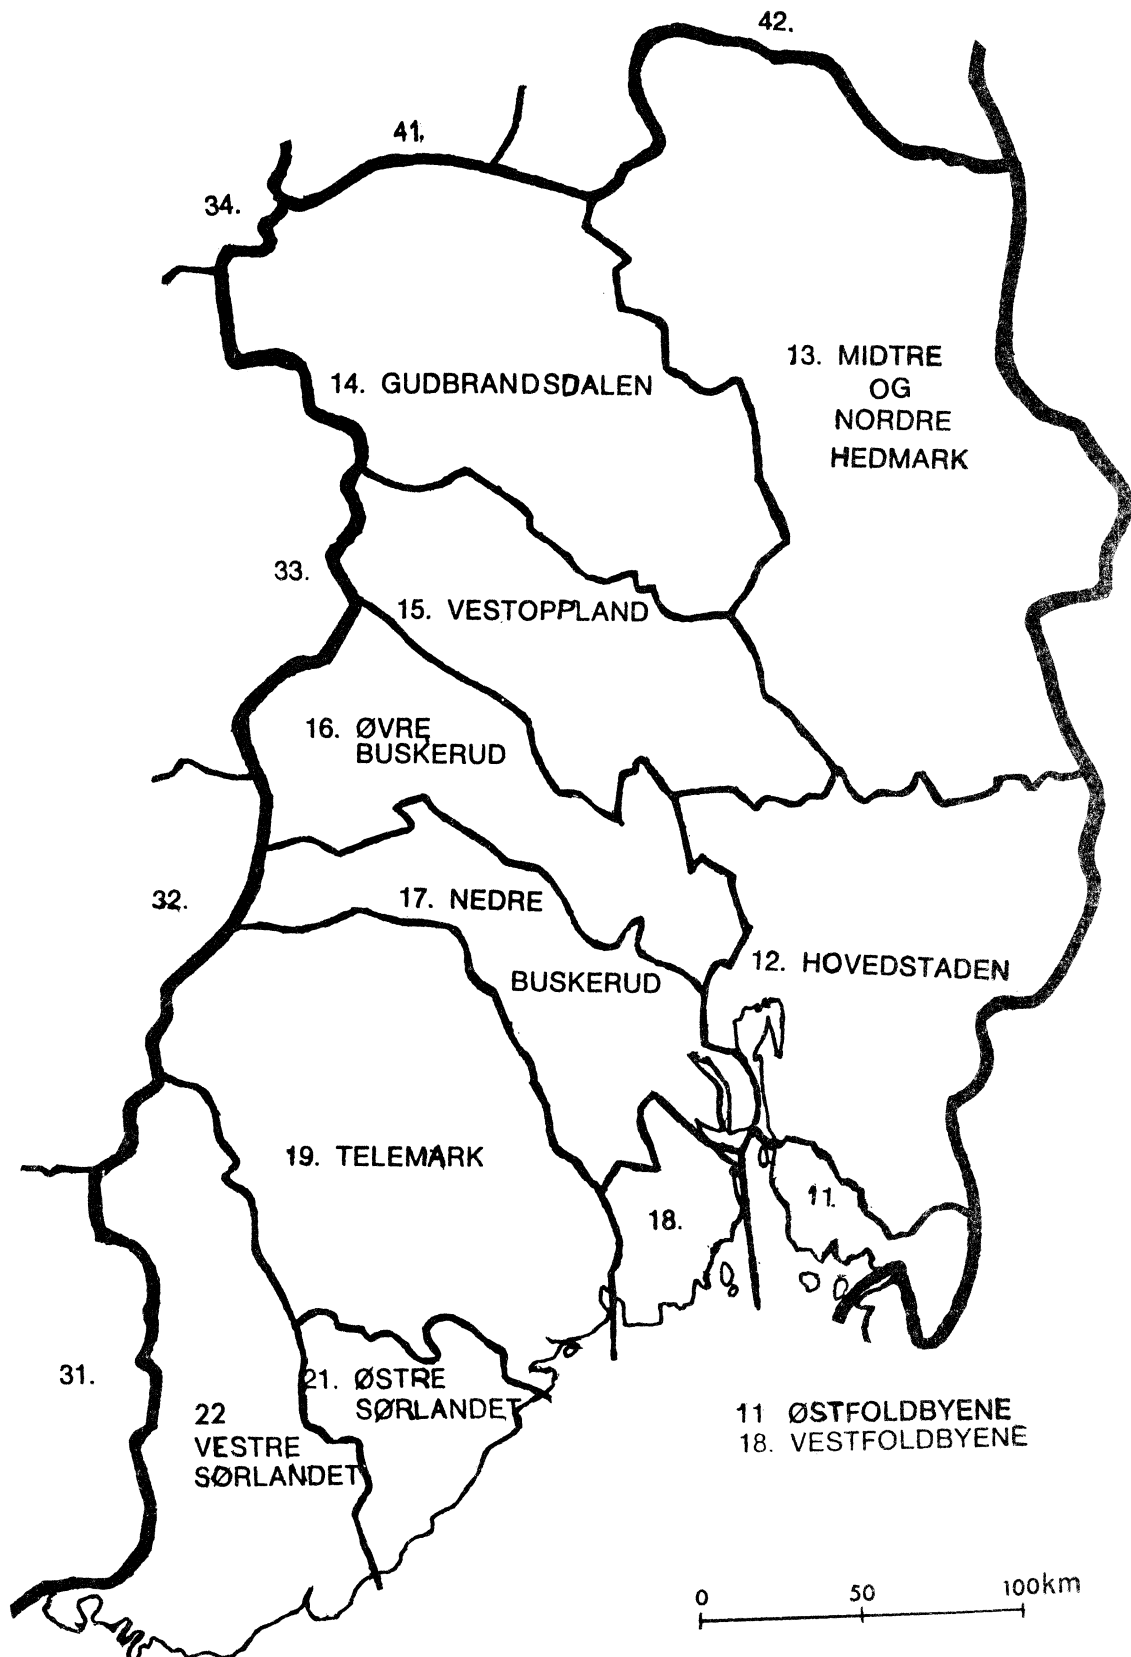 42.
41.
34.
13. MIDTRE
OG
NORDRE
HEDMARK
14. GUDBRANDSDALEN
33.
15. VESTOPPLAND
16. ØVRE
BUSKERUD
32.
17. NEDRE
BUSKERUD
12. HOVEDSTADEN
19. TELEMARK
18.
11.
31.
21. ØSTRE
SØRLANDET
22
VESTRE
SØRLANDET
11 ØSTFOLDBYENE
18. VESTFOLDBYENE
0 50 100km